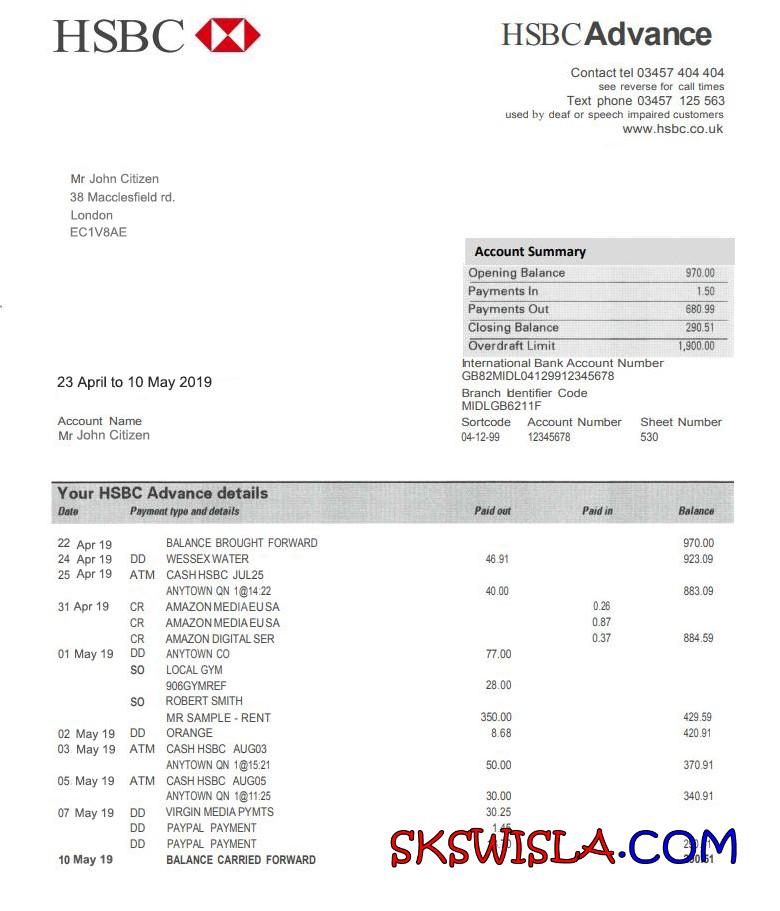 HSBC
HSBC Advance
Contact tel 03457 404 404
see reverse for call times
Text phone 03457 125 563
used by deaf or speech impaired customers
www.hsbc.co.uk
Mr John Citizen
38 Macclesfield rd.
London
EC1V8AE
Account Summary
Opening Balance 970.00
Payments In 1.50
Payments Out 680.99
Closing Balance 290.51
Overdraft Limit 1,900.00
International Bank Account Number
GB82MIDL04129912345678
Branch Identifier Code
MIDLGB6211F
Sortcode Account Number Sheet Number
04-12-99 12345678 530
23 April to 10 May 2019
Account Name
Mr John Citizen
Your HSBC Advance details
Date Payment type and details Paid out Paid in Balance
22 Apr 19 BALANCE BROUGHT FORWARD 970.00
24 Apr 19 DD WESSEX WATER 46.91 923.09
25 Apr 19 ATM CASH HSBC JUL25
ANYTOWN QN 1@14:22 40.00 883.09
31 Apr 19 CR AMAZON MEDIA EU SA 0.26
CR AMAZON MEDIA EU SA 0.87
CR AMAZON DIGITAL SER 0.37 884.59
01 May 19 DD ANYTOWN CO 77.00
SO LOCAL GYM
906GYMREF 28.00
SO ROBERT SMITH
MR SAMPLE - RENT 350.00 429.59
02 May 19 DD ORANGE 8.68 420.91
03 May 19 ATM CASH HSBC AUG03
ANYTOWN QN 1@15:21 50.00 370.91
05 May 19 ATM CASH HSBC AUG05
ANYTOWN QN 1@11:25 30.00 340.91
07 May 19 DD VIRGIN MEDIA PYMTS 30.25
DD PAYPAL PAYMENT
DD PAYPAL PAYMENT
10 May 19 BALANCE CARRIED FORWARD
SKSWISLA.COM